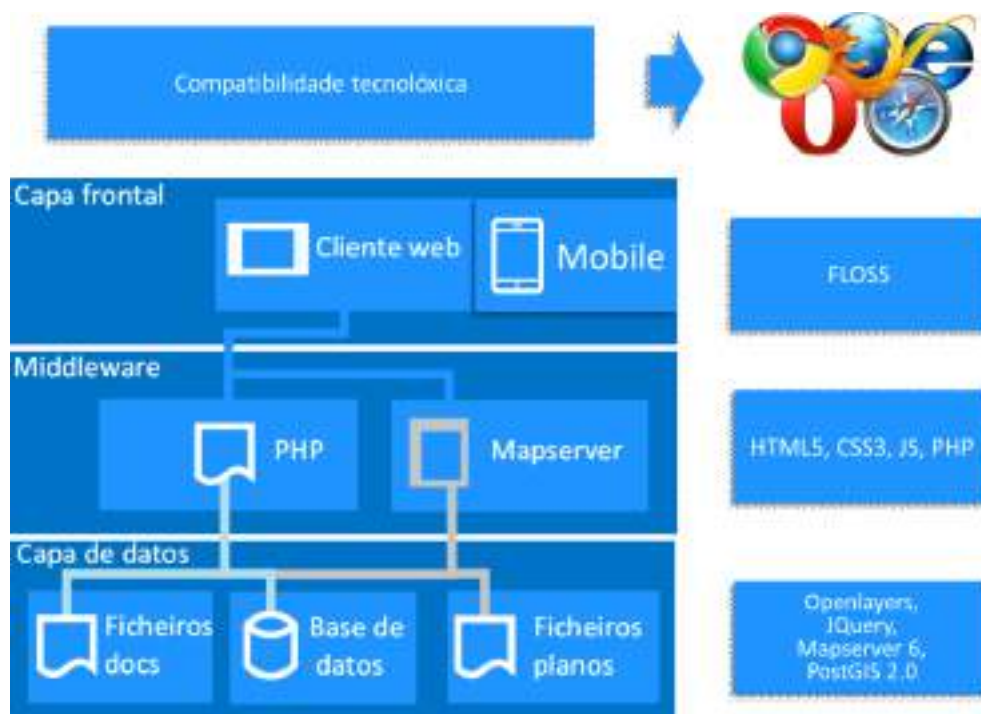 Compatibilidade tecnolóxica
Capa frontal
Cliente web
Mobile
FLOSS
Middleware
PHP
Mapserver
HTML5, CSS3, JS, PHP
Capa de datos
Ficheiros
docs
Base de
datos
Ficheiros
planos
Openlayers,
JQuery,
Mapserver 6,
PostGIS 2.0